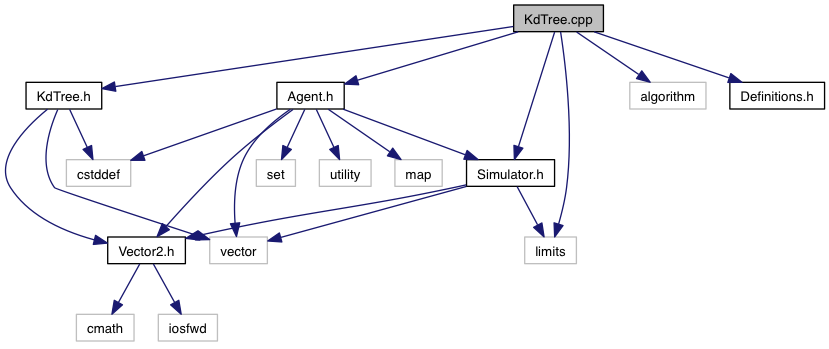 KdTree.cpp
KdTree.h
Agent.h
algorithm
Definitions.h
cstddef
set
utility
map
Simulator.h
Vector2.h
vector
limits
cmath
iosfwd